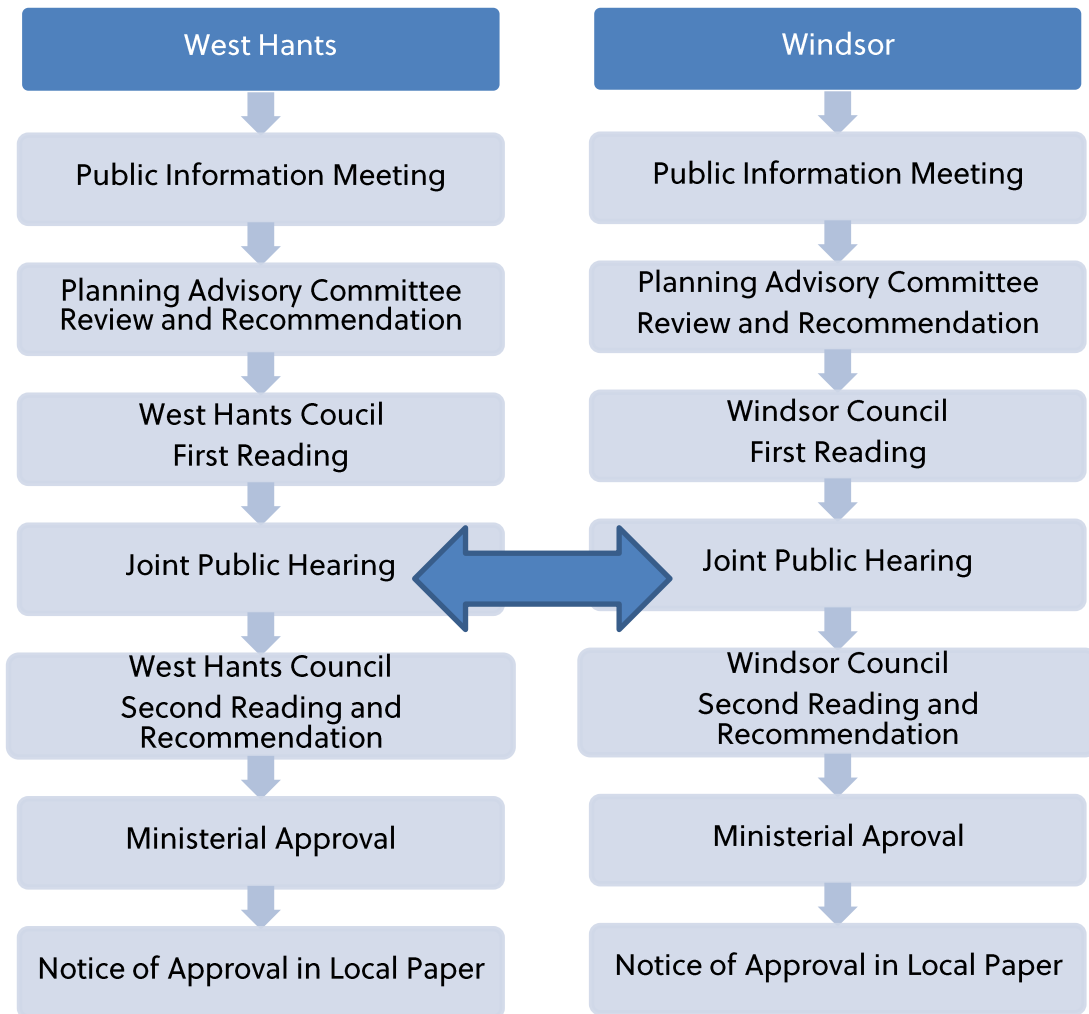 West Hants
Public Information Meeting
Planning Advisory Committee
Review and Recommendation
West Hants Coucil
First Reading
Joint Public Hearing
West Hants Council
Second Reading and
Recommendation
Ministerial Approval
Notice of Approval in Local Paper
Windsor
Public Information Meeting
Planning Advisory Committee
Review and Recommendation
Windsor Council
First Reading
Joint Public Hearing
Windsor Council
Second Reading and
Recommendation
Ministerial Aproval
Notice of Approval in Local Paper